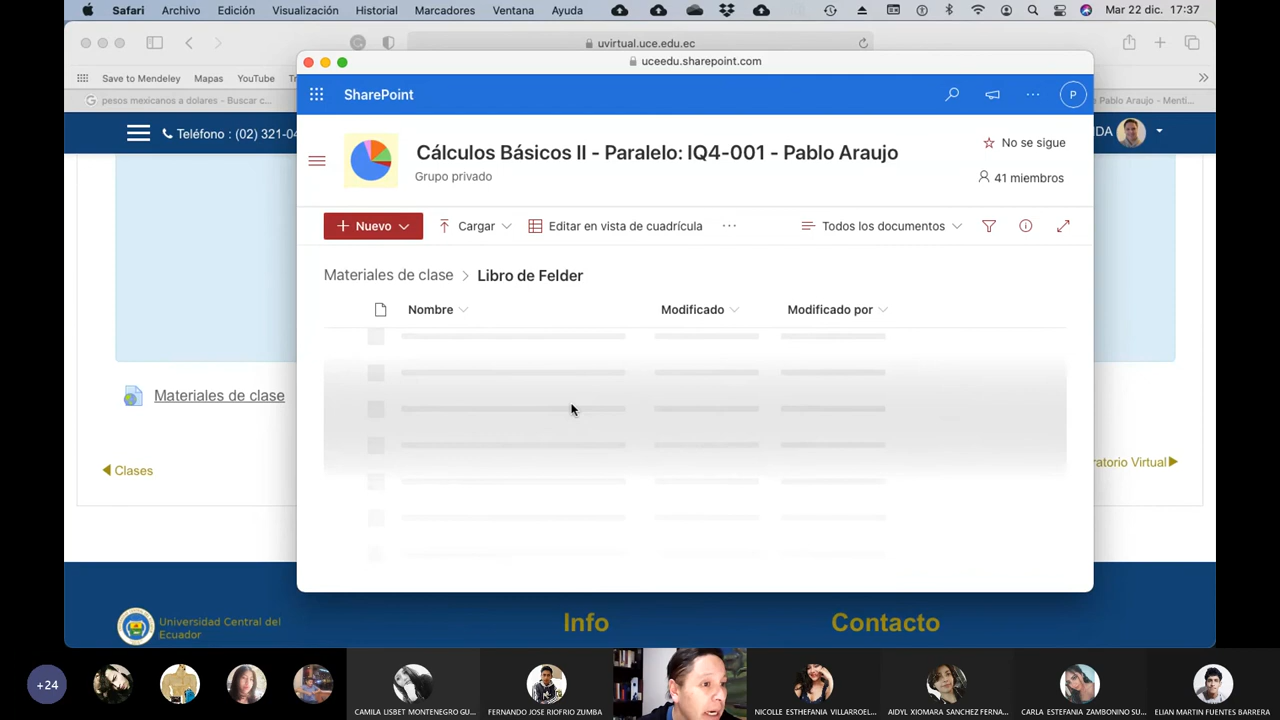 Safari Archivo Edición Visualización Historial Marcadores Ventana Ayuda Mar 22 dic. 17:37
uvirtual.uce.edu.ec
uceedu.sharepoint.com
Save to Mendeley Mapas YouTube
pesos mexicanos a dolares - Buscar c...
e Pablo Araujo - Menti...
SharePoint
P
Teléfono : (02) 321-04
DA
Cálculos Básicos II - Paralelo: IQ4-001 - Pablo Araujo
Grupo privado
No se sigue
41 miembros
Nuevo Cargar Editar en vista de cuadrícula Todos los documentos
Materiales de clase > Libro de Felder
Nombre Modificado Modificado por
Materiales de clase
Clases
ratorio Virtual
Universidad Central del
Ecuador
Info
Contacto
+24
CAMILA LISBET MONTENEGRO GU...
FERNANDO JOSE RIOFRIO ZUMBA
NICOLLE ESTHEFANIA VILLARROEL...
AIDYL XIOMARA SANCHEZ FERNA...
CARLA ESTEFANIA ZAMBONINO SU...
ELIAN MARTIN FUENTES BARRERA